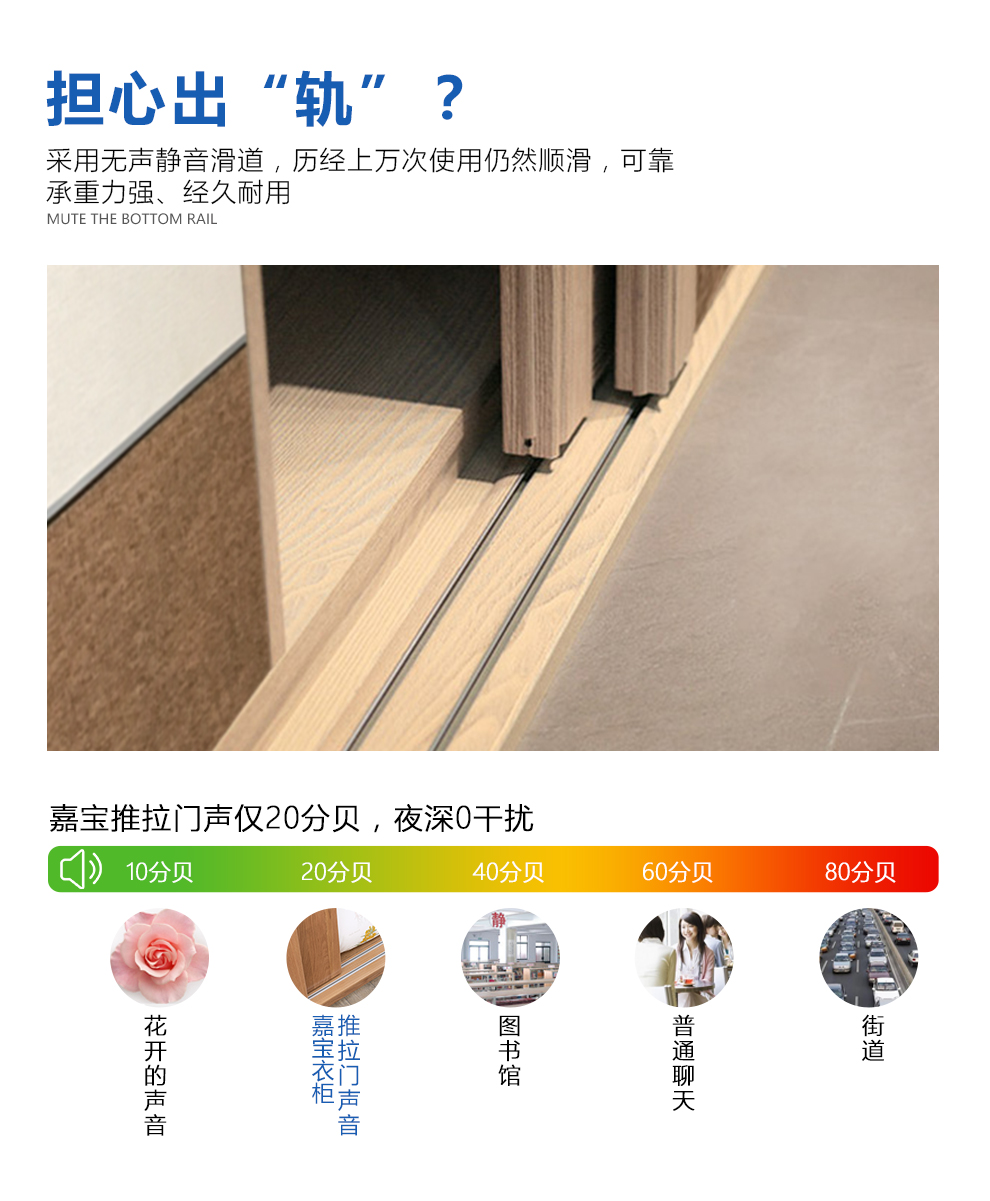 担心出“轨”？
采用无声静音滑道，历经上万次使用仍然顺滑，可靠
承重力强、经久耐用
MUTE THE BOTTOM RAIL
嘉宝推拉门声仅20分贝，夜深0干扰
10分贝 20分贝 40分贝 60分贝 80分贝
静
花开的声音
嘉宝衣柜
推拉门声音
图书馆
普通聊天
街道